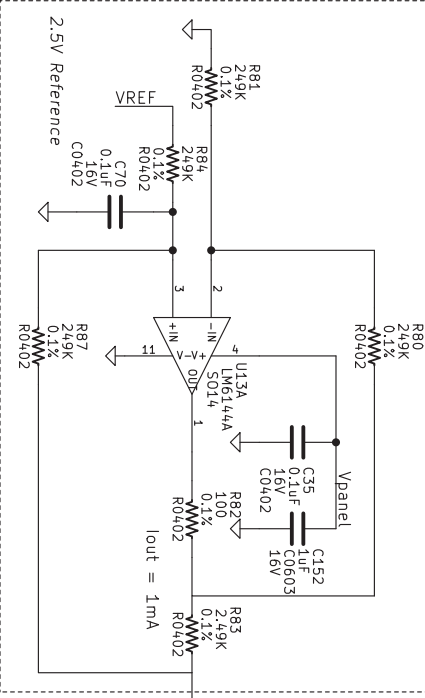 2.5V Reference
VREF
R81
249K
0.1%
R0402
R84
249K
0.1%
R0402
C70
0.1uF
16V
C0402
3
2
+IN
-IN
V-
V+
OUT
11
4
1
U13A
LM6144A
SO14
R87
249K
0.1%
R0402
R80
249K
0.1%
R0402
C35
0.1uF
16V
C0402
Vpanel
C152
1uF
C0603
16V
R82
100
0.1%
R0402
Iout = 1mA
R83
2.49K
0.1%
R0402